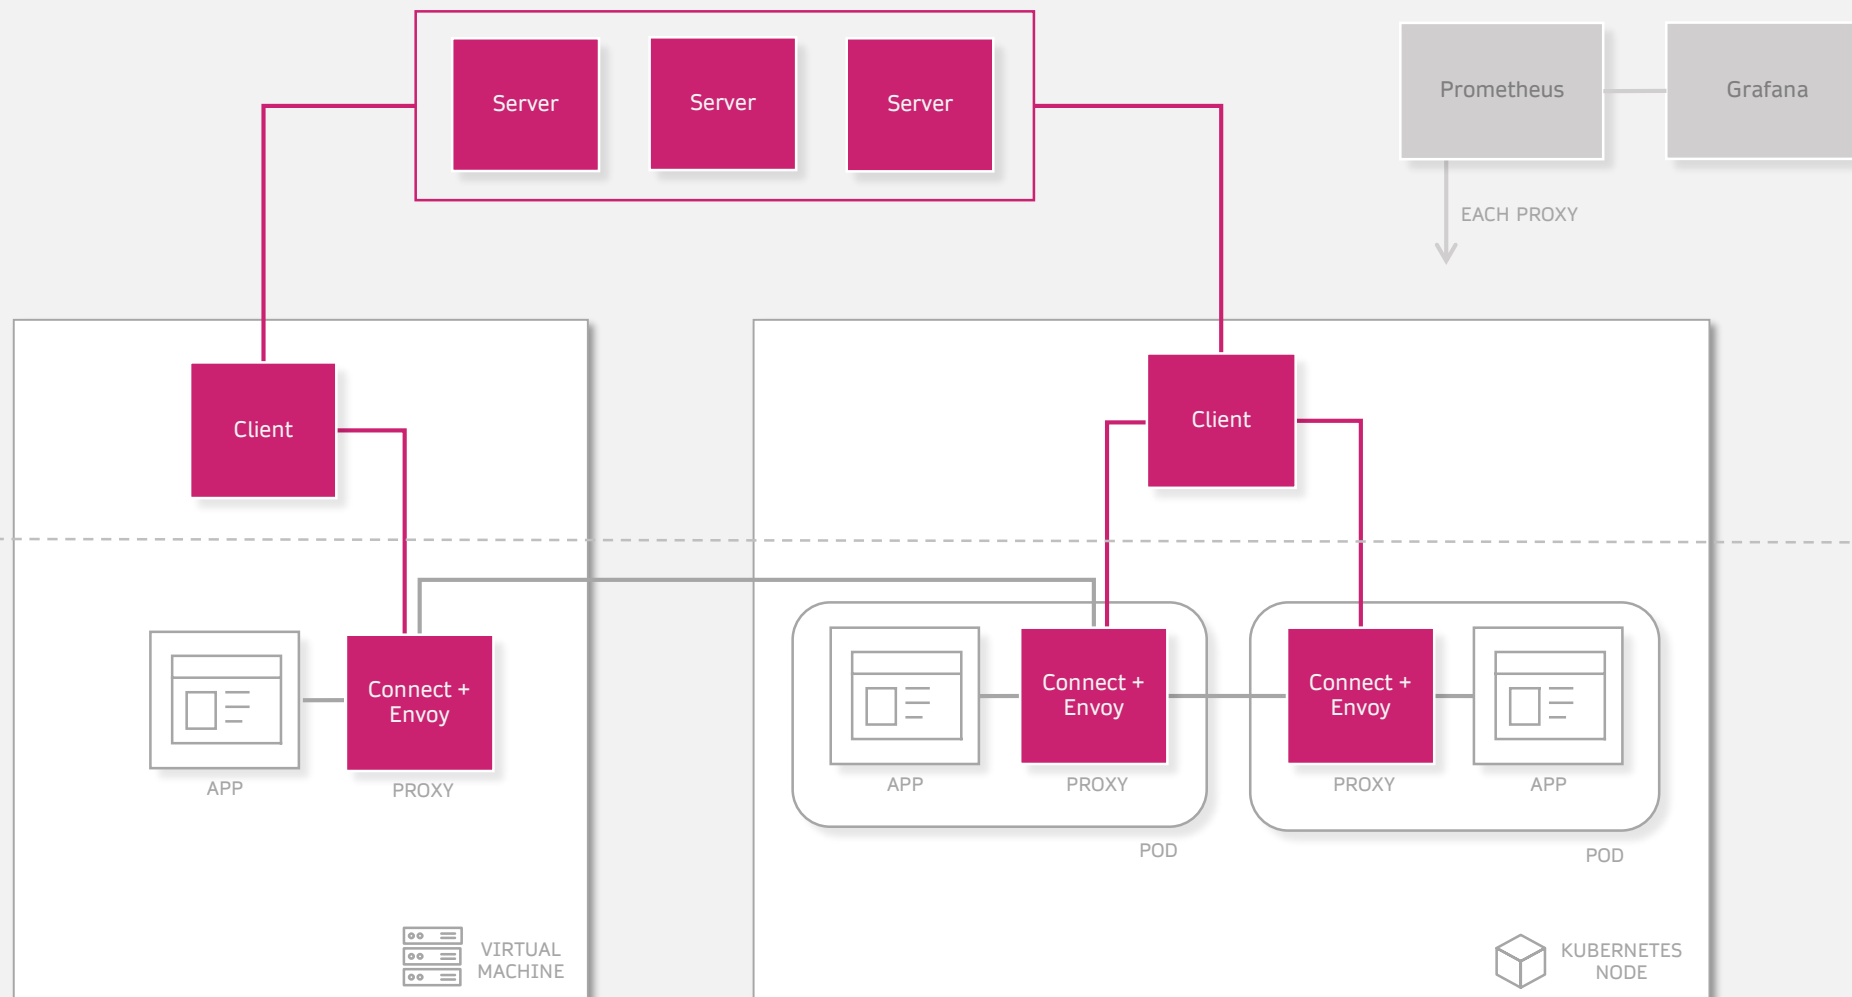 Server
Server
Server
Prometheus
Grafana
EACH PROXY
Client
Client
Connect +
Envoy
APP
PROXY
Connect +
Envoy
APP
PROXY
POD
Connect +
Envoy
PROXY
APP
POD
VIRTUAL
MACHINE
KUBERNETES
NODE